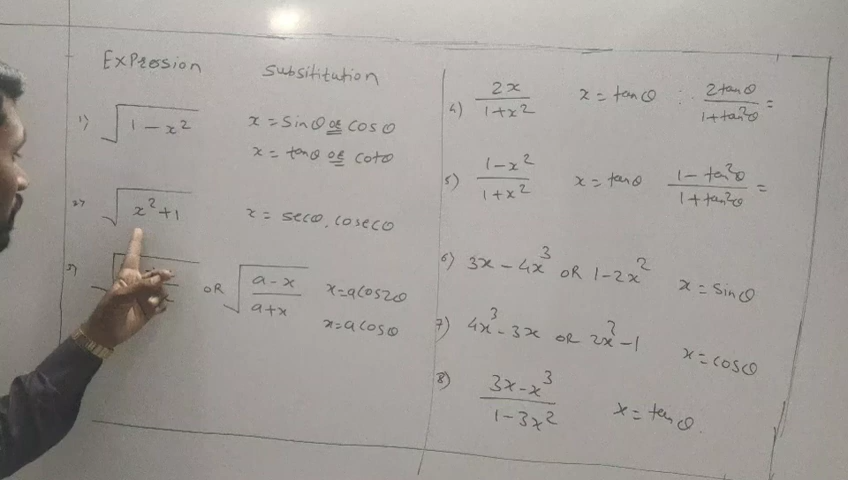 Expression Subsititution
1) √1 - x² x = sinθ or cosθ
x = tanθ or cotθ
2) √x² + 1 x = secθ, cosecθ
3) OR √(a - x)/(a + x) x = a cos2θ
x = a cosθ
4) 2x/(1 + x²) x = tanθ : 2tanθ/(1 + tan²θ) =
5) (1 - x²)/(1 + x²) x = tanθ (1 - tan²θ)/(1 + tan²θ) =
6) 3x - 4x³ OR 1 - 2x² x = sinθ
7) 4x³ - 3x OR 2x² - 1 x = cosθ
8) (3x - x³)/(1 - 3x²) x = tanθ.